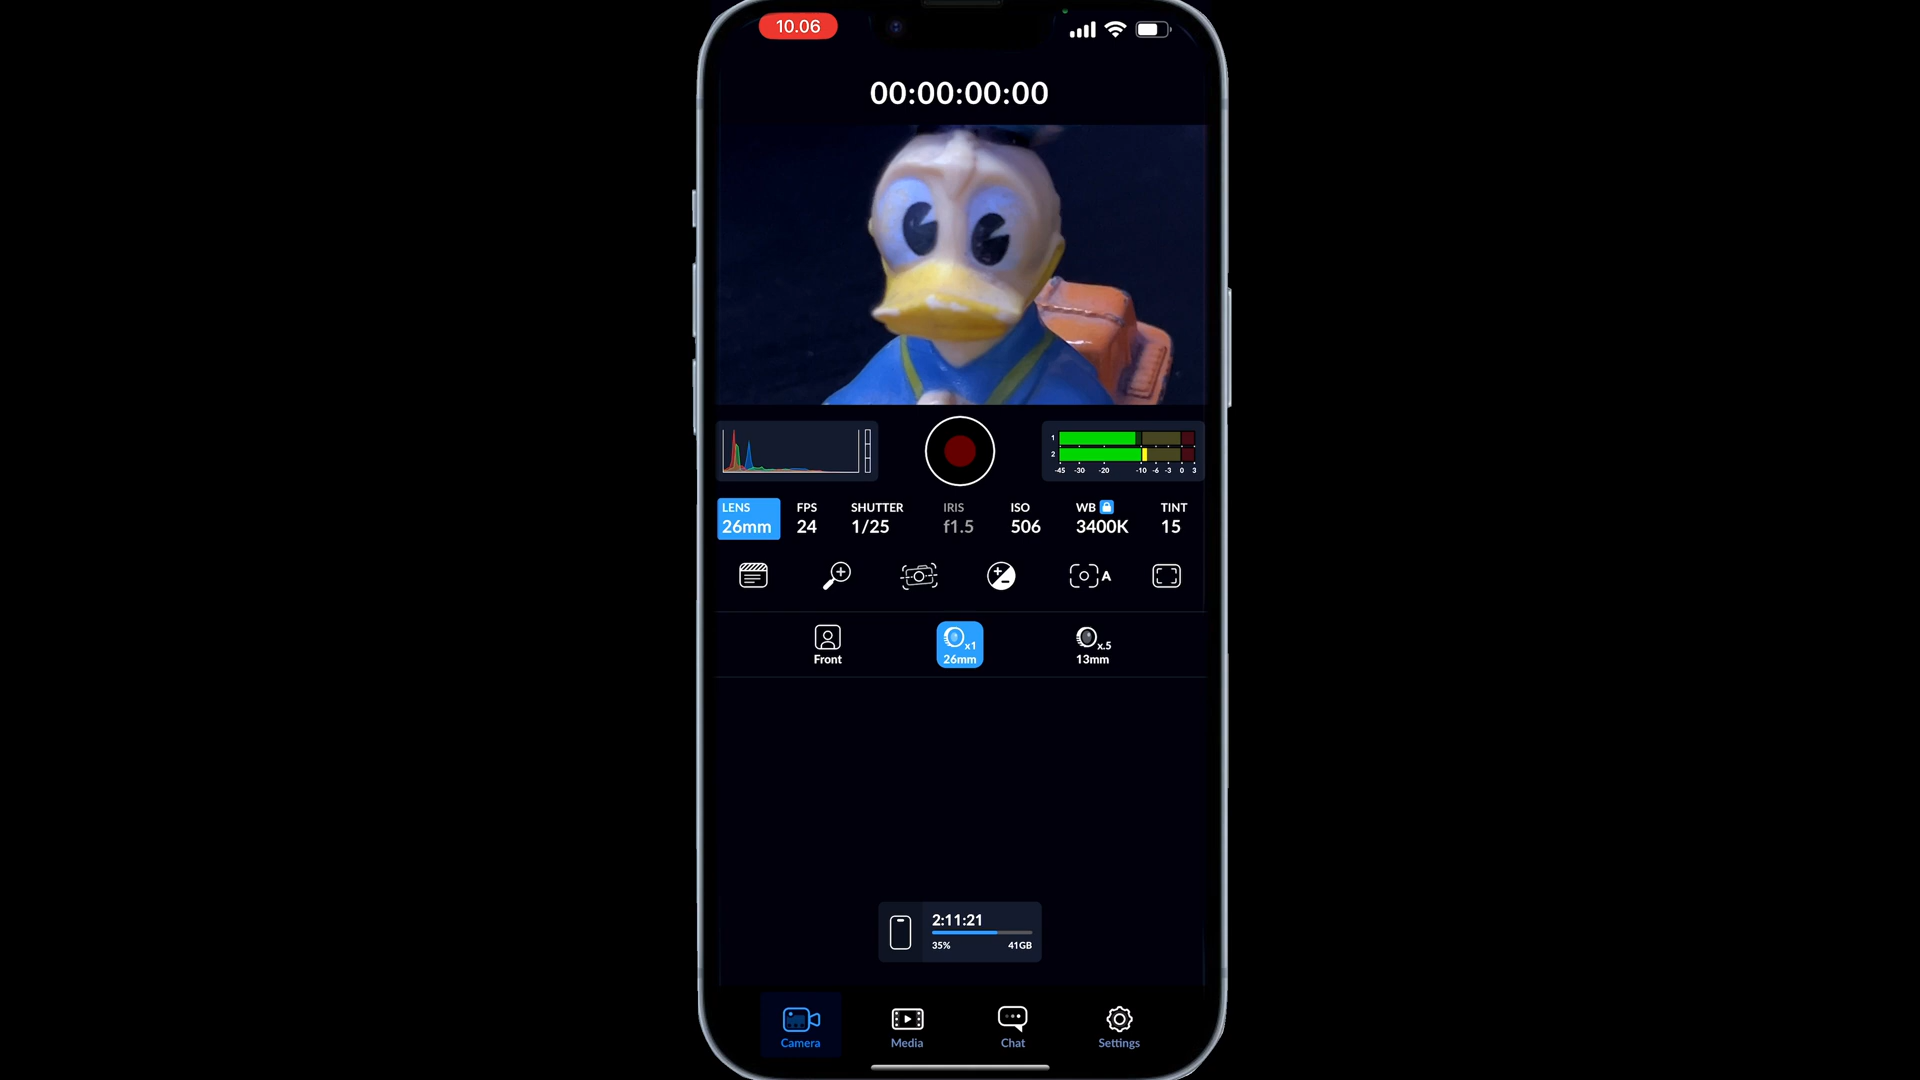 10.06
00:00:00:00
1
2
-45 -30 -20 -10 -6 -3 0 3
LENS FPS SHUTTER IRIS ISO WB TINT
26mm 24 1/25 f1.5 506 3400K 15
A
x1 x.5
Front 26mm 13mm
2:11:21
35% 41GB
Camera Media Chat Settings